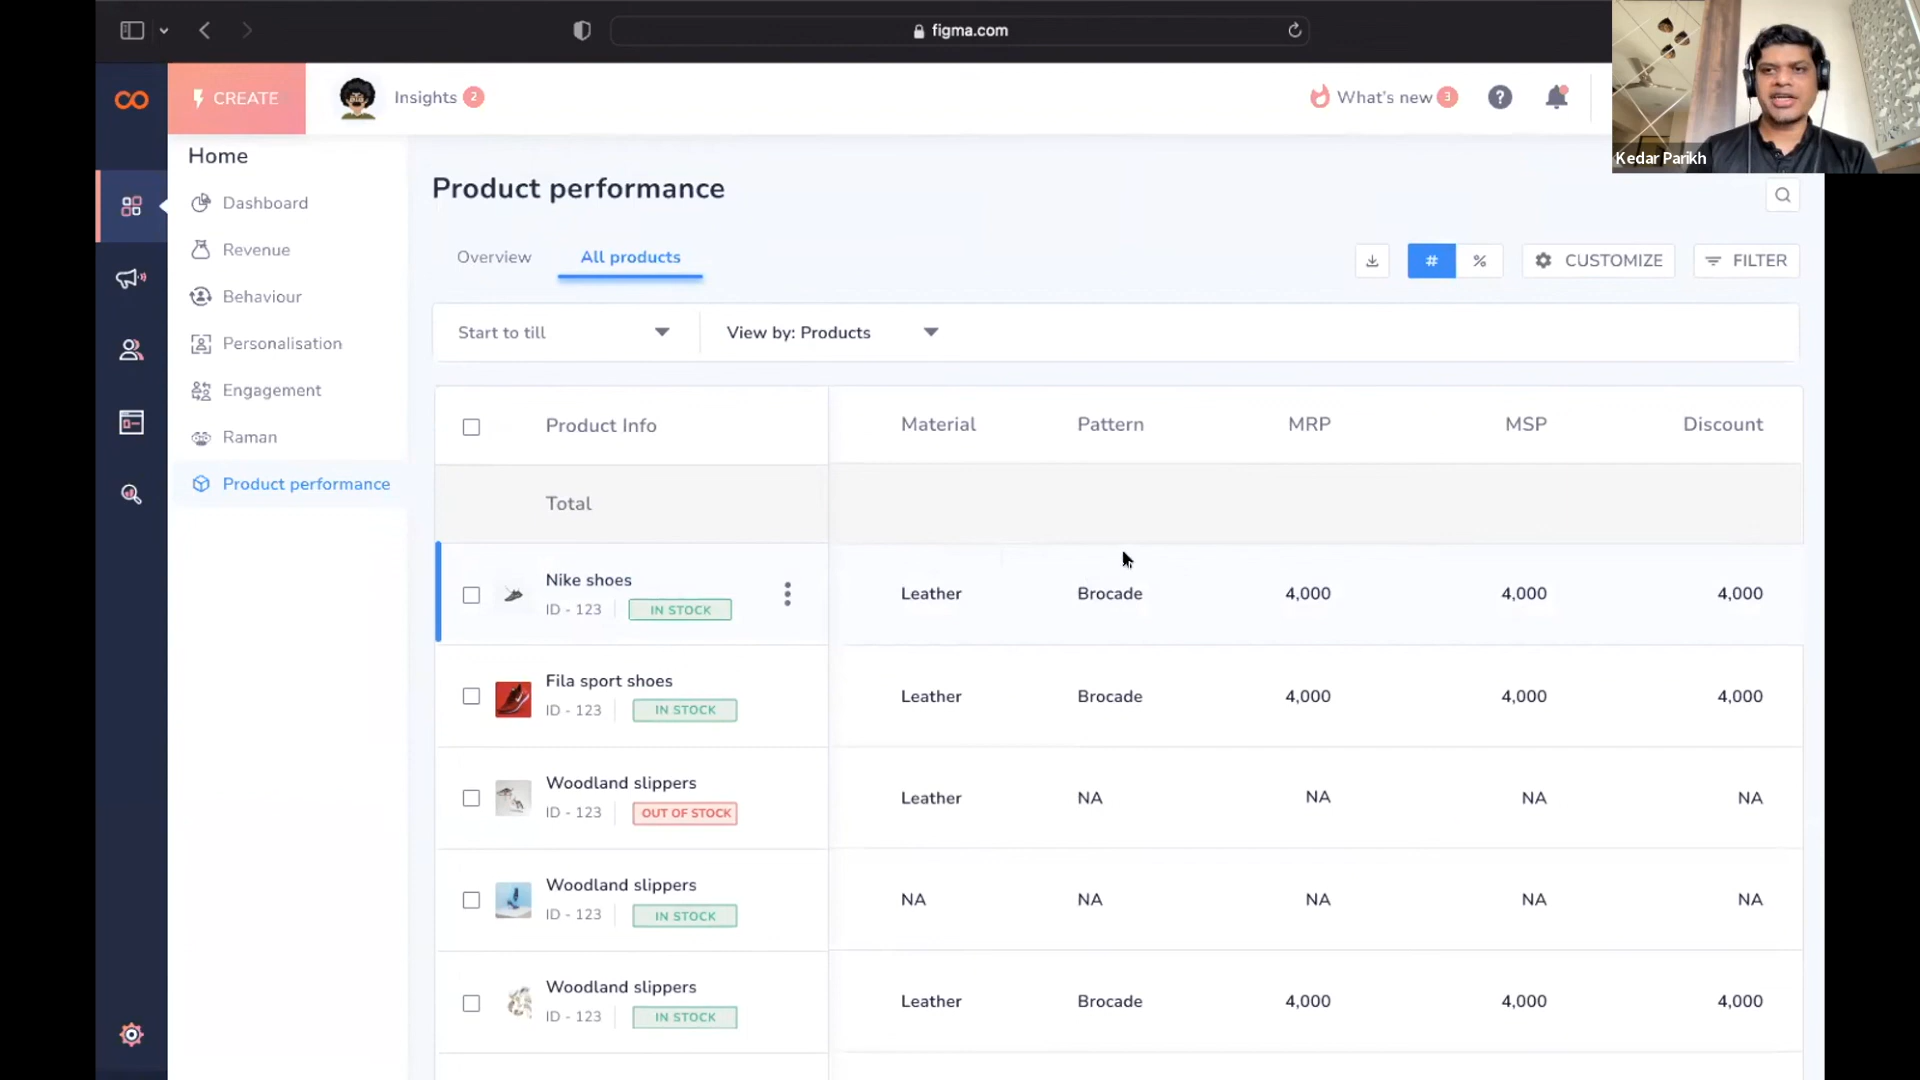 figma.com
CREATE
Insights 2
What's new 3
?
Kedar Parikh
Home
Dashboard
Revenue
Behaviour
Personalisation
Engagement
Raman
Product performance
Product performance
Overview
All products
#
%
CUSTOMIZE
FILTER
Start to till
View by: Products
Product Info
Material
Pattern
MRP
MSP
Discount
Total
Nike shoes
ID - 123
IN STOCK
Leather
Brocade
4,000
4,000
4,000
Fila sport shoes
ID - 123
IN STOCK
Leather
Brocade
4,000
4,000
4,000
Woodland slippers
ID - 123
OUT OF STOCK
Leather
NA
NA
NA
NA
Woodland slippers
ID - 123
IN STOCK
NA
NA
NA
NA
NA
Woodland slippers
ID - 123
IN STOCK
Leather
Brocade
4,000
4,000
4,000